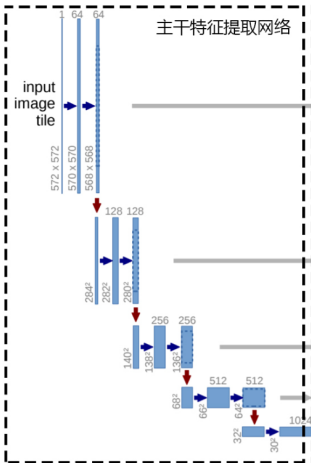 主干特征提取网络
1 64 64
input
image
tile
572 x 572
570 x 570
568 x 568
128 128
284²
282²
280²
256 256
140²
138²
136²
512 512
68²
66²
64²
1024
32²
30²